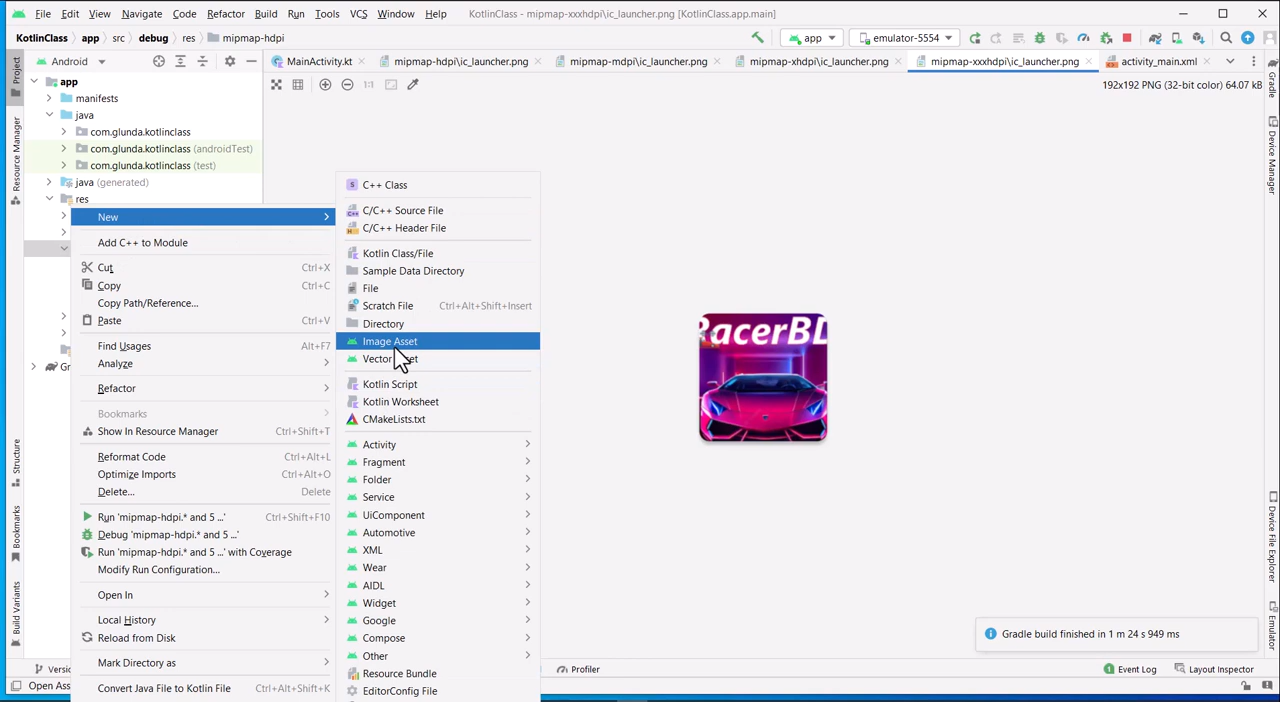 File Edit View Navigate Code Refactor Build Run Tools VCS Window Help KotlinClass - mipmap-xxxhdpi\ic_launcher.png [KotlinClass.app.main]
KotlinClass app src debug res mipmap-hdpi app emulator-5554
Android MainActivity.kt mipmap-hdpi\ic_launcher.png mipmap-mdpi\ic_launcher.png mipmap-xhdpi\ic_launcher.png mipmap-xxxhdpi\ic_launcher.png activity_main.xml
1:1 192x192 PNG (32-bit color) 64.07 kB
Project
Resource Manager
Structure
Bookmarks
Build Variants
app
manifests
java
com.glunda.kotlinclass
com.glunda.kotlinclass (androidTest)
com.glunda.kotlinclass (test)
java (generated)
res
Gr
New
Add C++ to Module
Cut Ctrl+X
Copy Ctrl+C
Copy Path/Reference...
Paste Ctrl+V
Find Usages Alt+F7
Analyze
Refactor
Bookmarks
Show In Resource Manager Ctrl+Shift+T
Reformat Code Ctrl+Alt+L
Optimize Imports Ctrl+Alt+O
Delete... Delete
Run 'mipmap-hdpi.* and 5 ...' Ctrl+Shift+F10
Debug 'mipmap-hdpi.* and 5 ...'
Run 'mipmap-hdpi.* and 5 ...' with Coverage
Modify Run Configuration...
Open In
Local History
Reload from Disk
Mark Directory as
Convert Java File to Kotlin File Ctrl+Alt+Shift+K
C++ Class
C/C++ Source File
C/C++ Header File
Kotlin Class/File
Sample Data Directory
File
Scratch File Ctrl+Alt+Shift+Insert
Directory
Image Asset
Vector
Kotlin Script
Kotlin Worksheet
CMakeLists.txt
Activity
Fragment
Folder
Service
UiComponent
Automotive
XML
Wear
AIDL
Widget
Google
Compose
Other
Resource Bundle
EditorConfig File
RacerBD
Gradle build finished in 1 m 24 s 949 ms
Gradle
Device Manager
Device File Explorer
Emulator
Versio Profiler Event Log Layout Inspector
Open Ass